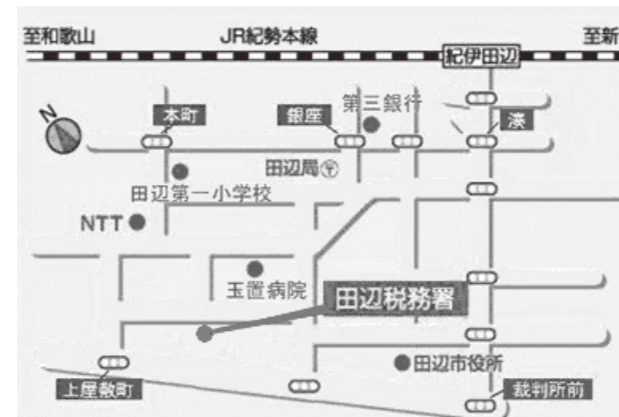 至和歌山
JR紀勢本線
至新
紀伊田辺
N
本町
銀座
第三銀行
湊
田辺局〒
田辺第一小学校
NTT
玉置病院
田辺税務署
田辺市役所
上屋敷町
裁判所前